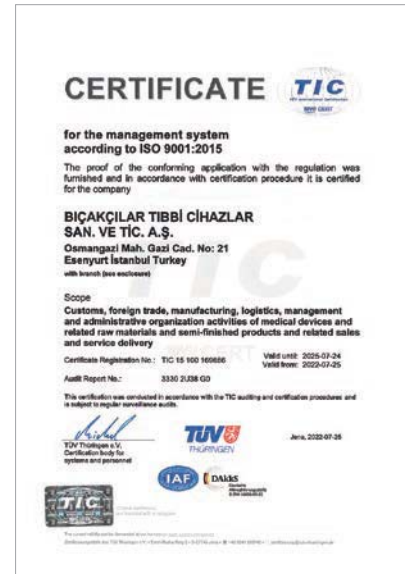 CERTIFICATE
TIC
for the management system
according to ISO 9001:2015
The proof of the conforming application with the regulation was
furnished and in accordance with certification procedure it is certified
for the company
BIÇAKÇILAR TIBBİ CİHAZLAR
SAN. VE TİC. A.Ş.
Osmangazi Mah. Gazi Cad. No: 21
Esenyurt İstanbul Turkey
with branch (see enclosure)
Scope
Customs, foreign trade, manufacturing, logistics, management
and administrative organization activities of medical devices and
related raw materials and semi-finished products and related sales
and service delivery
Certificate Registration No.: TIC 15 100
Valid until: 2025-07-24
Valid from: 2022-07-25
Audit Report No.: 3330 2U38 G0
This certification was conducted in accordance with the TIC auditing and certification procedures and
is subject to regular surveillance audits.
TÜV Thüringen e.V.
Certification body for
systems and personnel
TÜV
THÜRINGEN
Jena, 2022-07-25
IAF
DAkkS
Deutsche
Akkreditierungsstelle
TIC